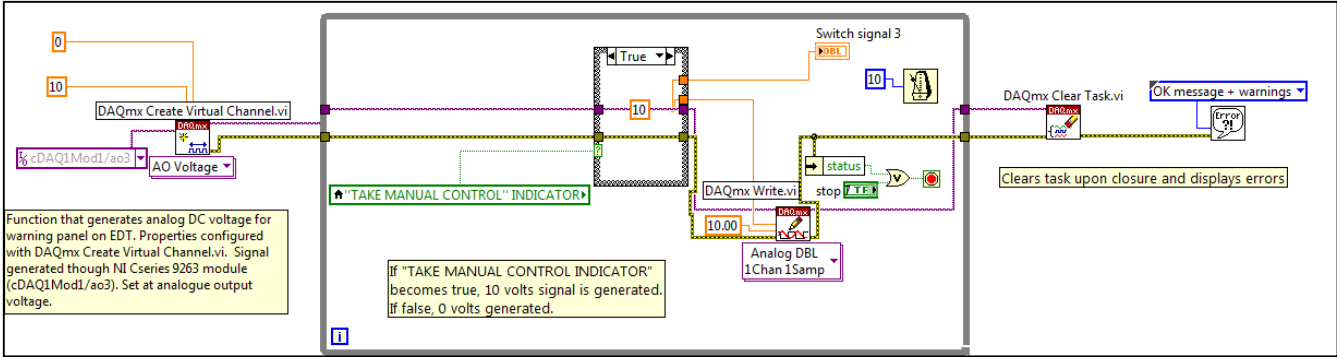 0
10
DAQmx Create Virtual Channel.vi
DAQmx
I/O cDAQ1Mod1/ao3
AO Voltage
Function that generates analog DC voltage for
warning panel on EDT. Properties configured
with DAQmx Create Virtual Channel.vi. Signal
generated though NI Cseries 9263 module
(cDAQ1Mod1/ao3). Set at analogue output
voltage.
True
10
?
"TAKE MANUAL CONTROL" INDICATOR
If "TAKE MANUAL CONTROL INDICATOR"
becomes true, 10 volts signal is generated.
If false, 0 volts generated.
i
Switch signal 3
DBL
10
status
stop
TF
V
DAQmx Write.vi
DAQmx
10.00
Analog DBL
1Chan 1Samp
DAQmx Clear Task.vi
DAQmx
OK message + warnings
Error
?!
Clears task upon closure and displays errors